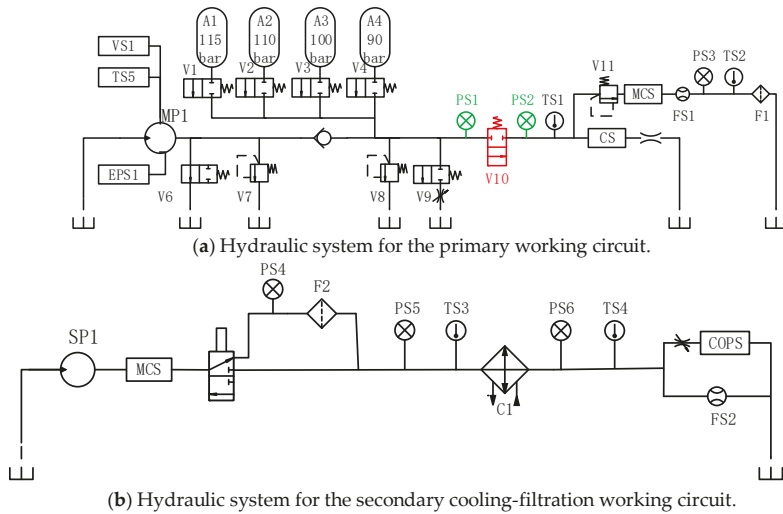 A1 A2 A3 A4
115 110 100 90
bar bar bar bar
VS1
TS5
V1 V2 V3 V4
V11
PS3 TS2
MCS
FS1 F1
MP1
PS1 PS2 TS1
CS
EPS1
V6 V7 V8 V9
V10
(a) Hydraulic system for the primary working circuit.
PS4 F2
SP1
MCS
PS5 TS3 PS6 TS4
COPS
C1
FS2
(b) Hydraulic system for the secondary cooling-filtration working circuit.